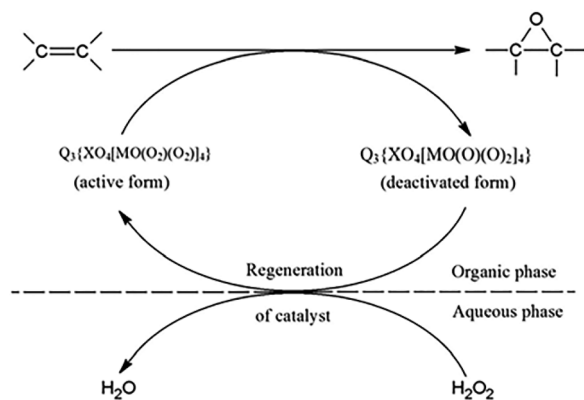 O
C=C
C C
Q₃{XO₄[MO(O₂)(O₂)]₄}
(active form)
Q₃{XO₄[MO(O)(O)₂]₄}
(deactivated form)
Regeneration
of catalyst
Organic phase
Aqueous phase
H₂O
H₂O₂